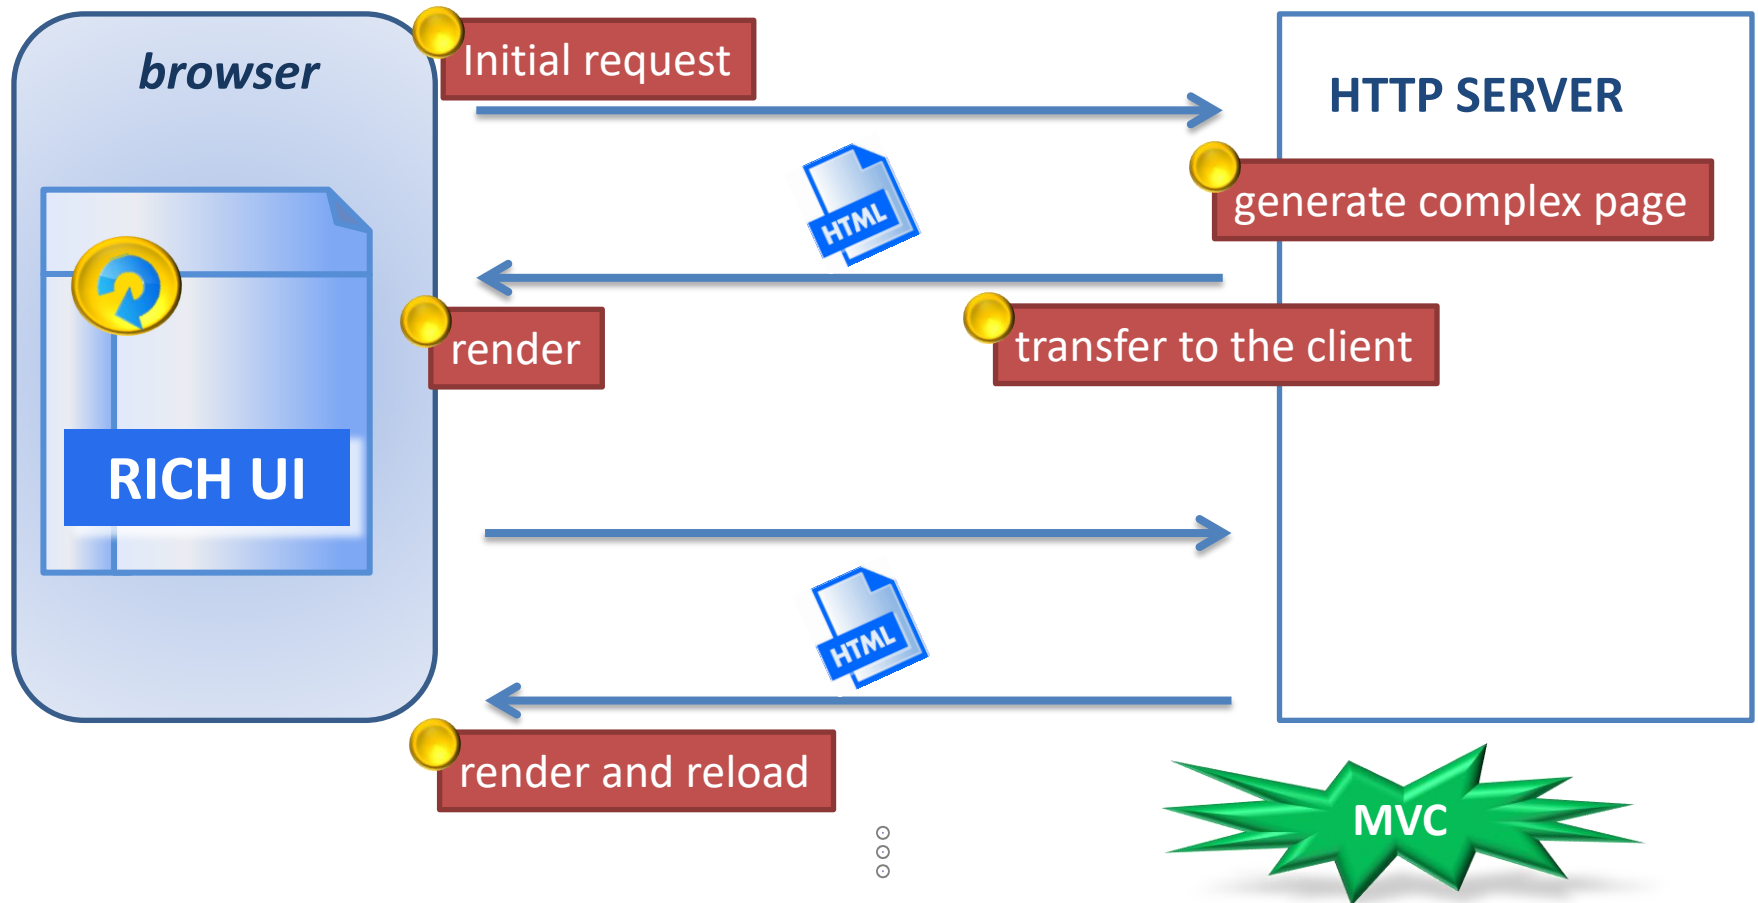 browser
Initial request
HTTP SERVER
HTML
generate complex page
render
transfer to the client
RICH UI
HTML
render and reload
MVC